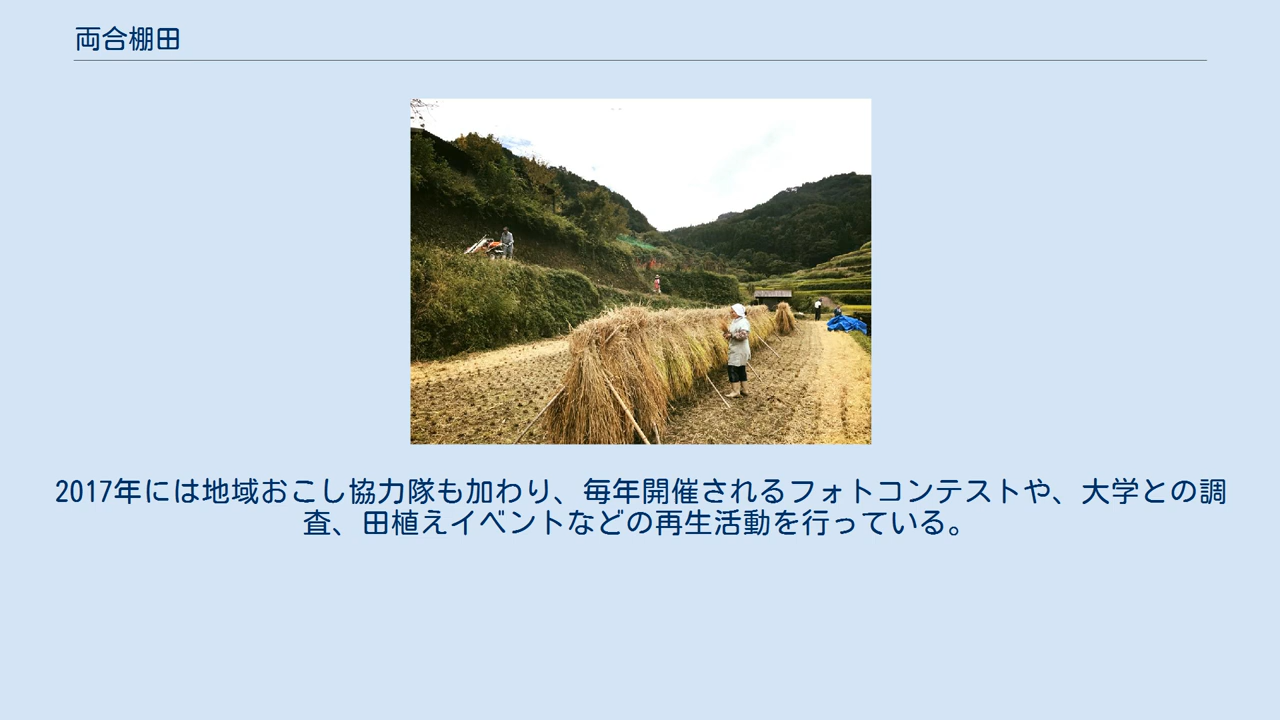 両合棚田
2017年には地域おこし協力隊も加わり、毎年開催されるフォトコンテストや、大学との調
査、田植えイベントなどの再生活動を行っている。